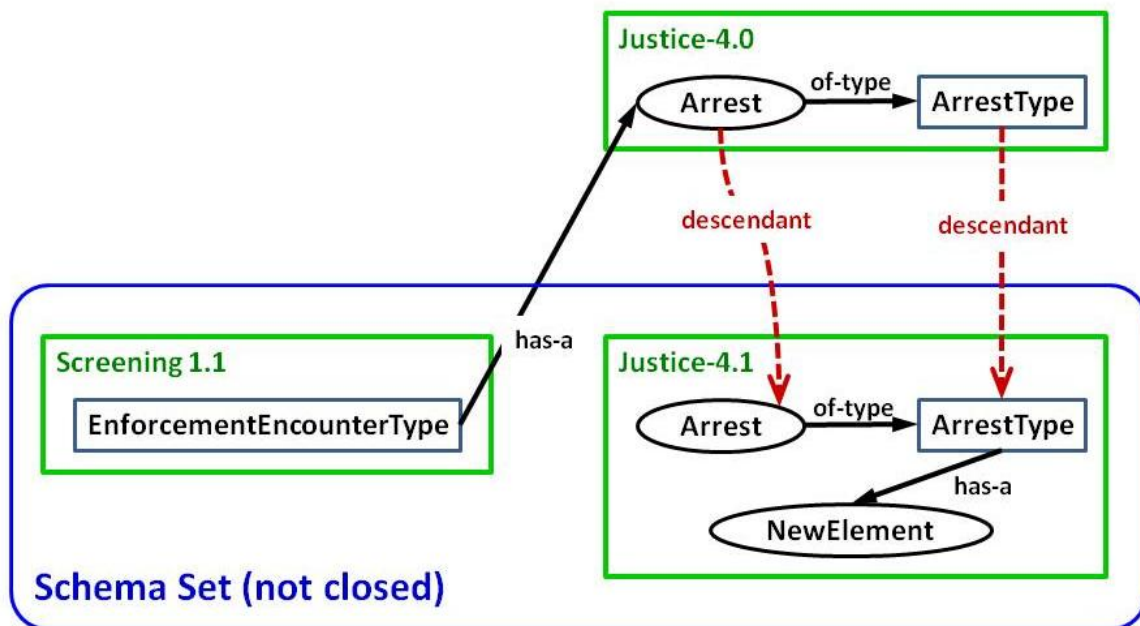 Justice-4.0
of-type
Arrest
ArrestType
descendant
descendant
has-a
Screening 1.1
EnforcementEncounterType
Justice-4.1
of-type
Arrest
ArrestType
has-a
NewElement
Schema Set (not closed)